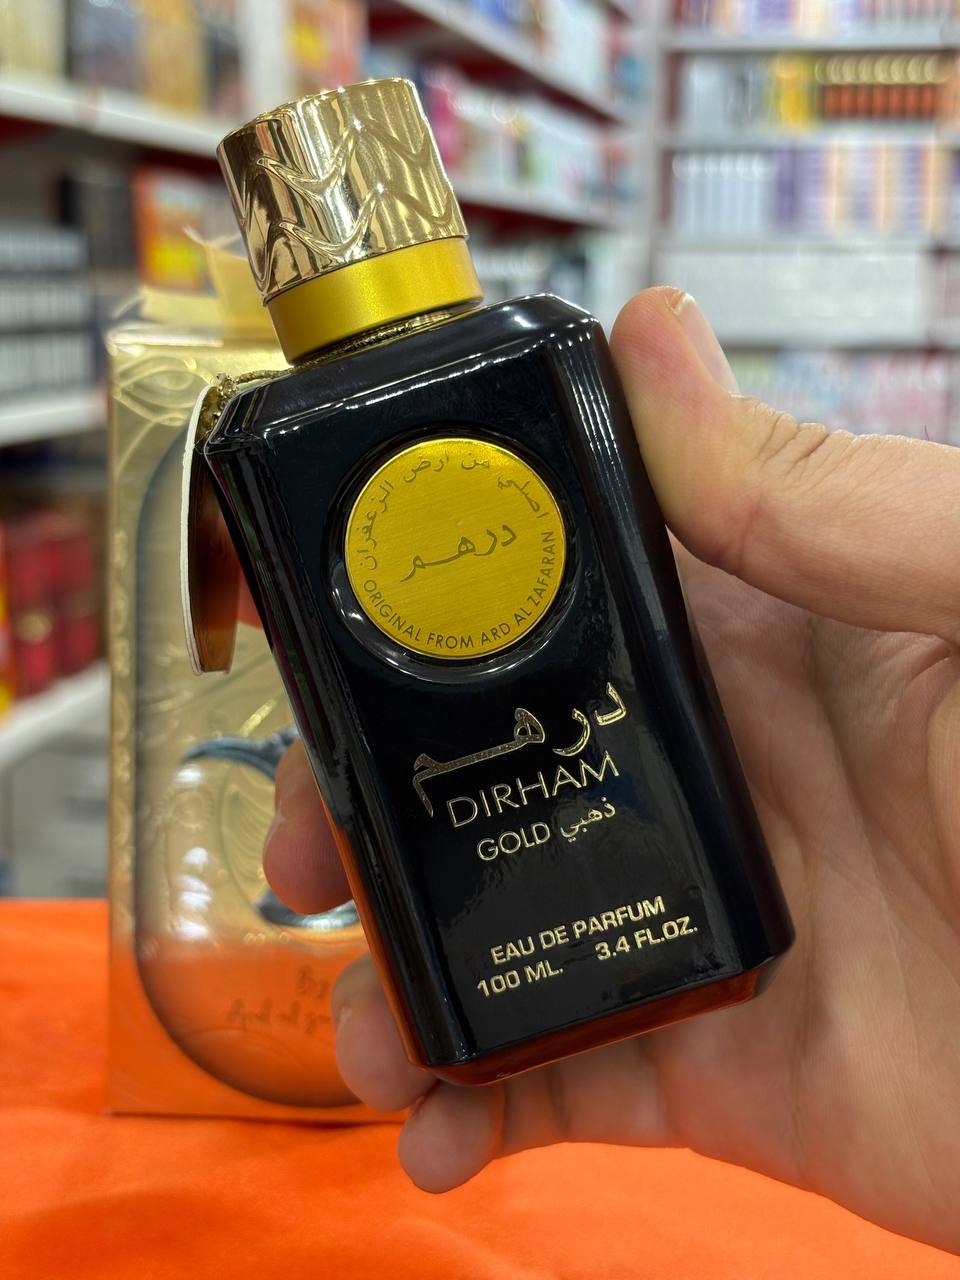 أصلية من أرض الزعفران
درهم
ORIGINAL FROM ARD AL ZAFARAN
درهم
DIRHAM
GOLD ذهبي
EAU DE PARFUM
100 ML. 3.4 FL.OZ.